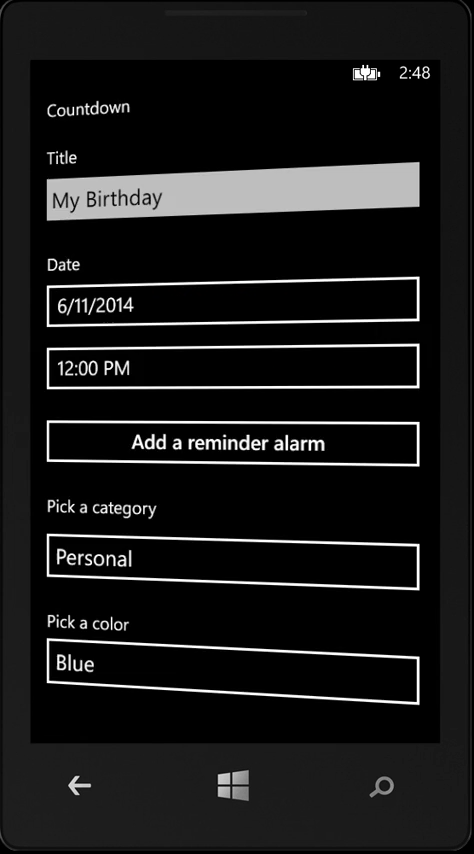 2:48
Countdown
Title
My Birthday
Date
6/11/2014
12:00 PM
Add a reminder alarm
Pick a category
Personal
Pick a color
Blue